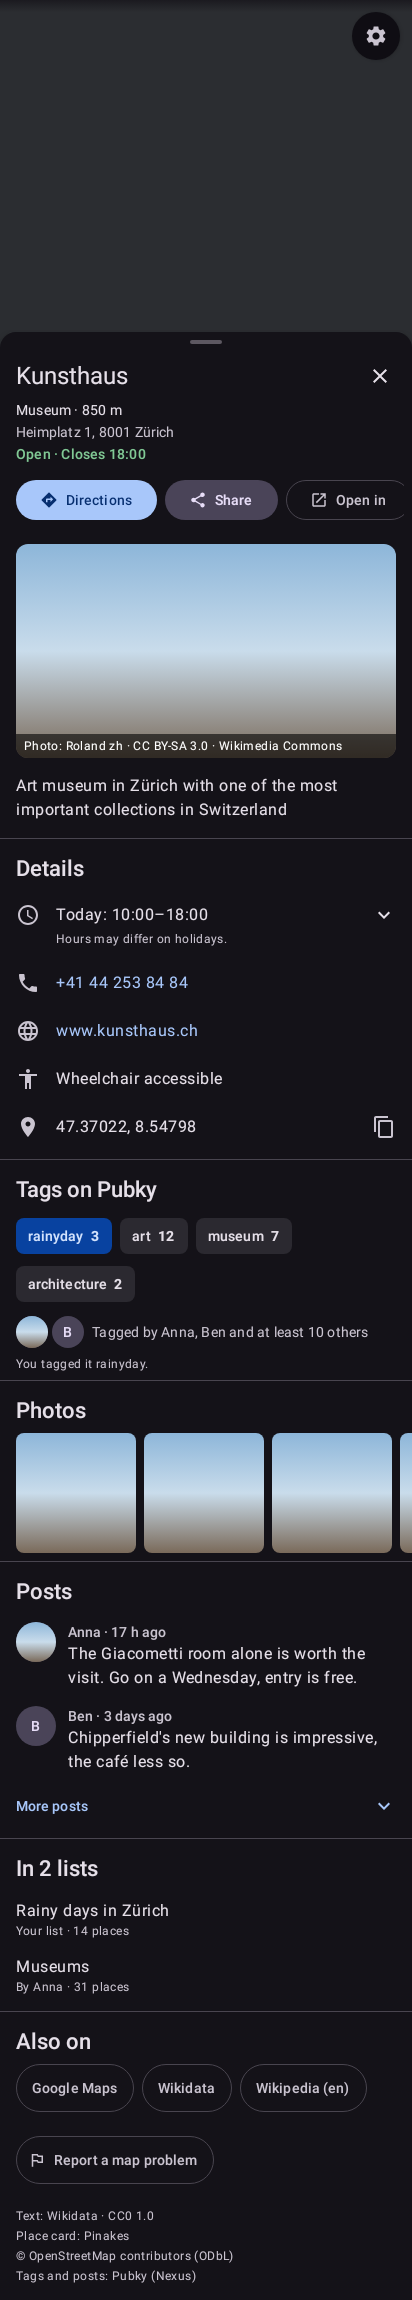 Kunsthaus
Museum · 850 m
Heimplatz 1, 8001 Zürich
Open · Closes 18:00
Directions
Share
Open in
Photo: Roland zh · CC BY-SA 3.0 · Wikimedia Commons
Art museum in Zürich with one of the most
important collections in Switzerland
Details
Today: 10:00–18:00
Hours may differ on holidays.
+41 44 253 84 84
www.kunsthaus.ch
Wheelchair accessible
47.37022, 8.54798
Tags on Pubky
rainyday 3
art 12
museum 7
architecture 2
B
Tagged by Anna, Ben and at least 10 others
You tagged it rainyday.
Photos
Posts
Anna · 17 h ago
The Giacometti room alone is worth the
visit. Go on a Wednesday, entry is free.
B
Ben · 3 days ago
Chipperfield's new building is impressive,
the café less so.
More posts
In 2 lists
Rainy days in Zürich
Your list · 14 places
Museums
By Anna · 31 places
Also on
Google Maps
Wikidata
Wikipedia (en)
Report a map problem
Text: Wikidata · CC0 1.0
Place card: Pinakes
© OpenStreetMap contributors (ODbL)
Tags and posts: Pubky (Nexus)